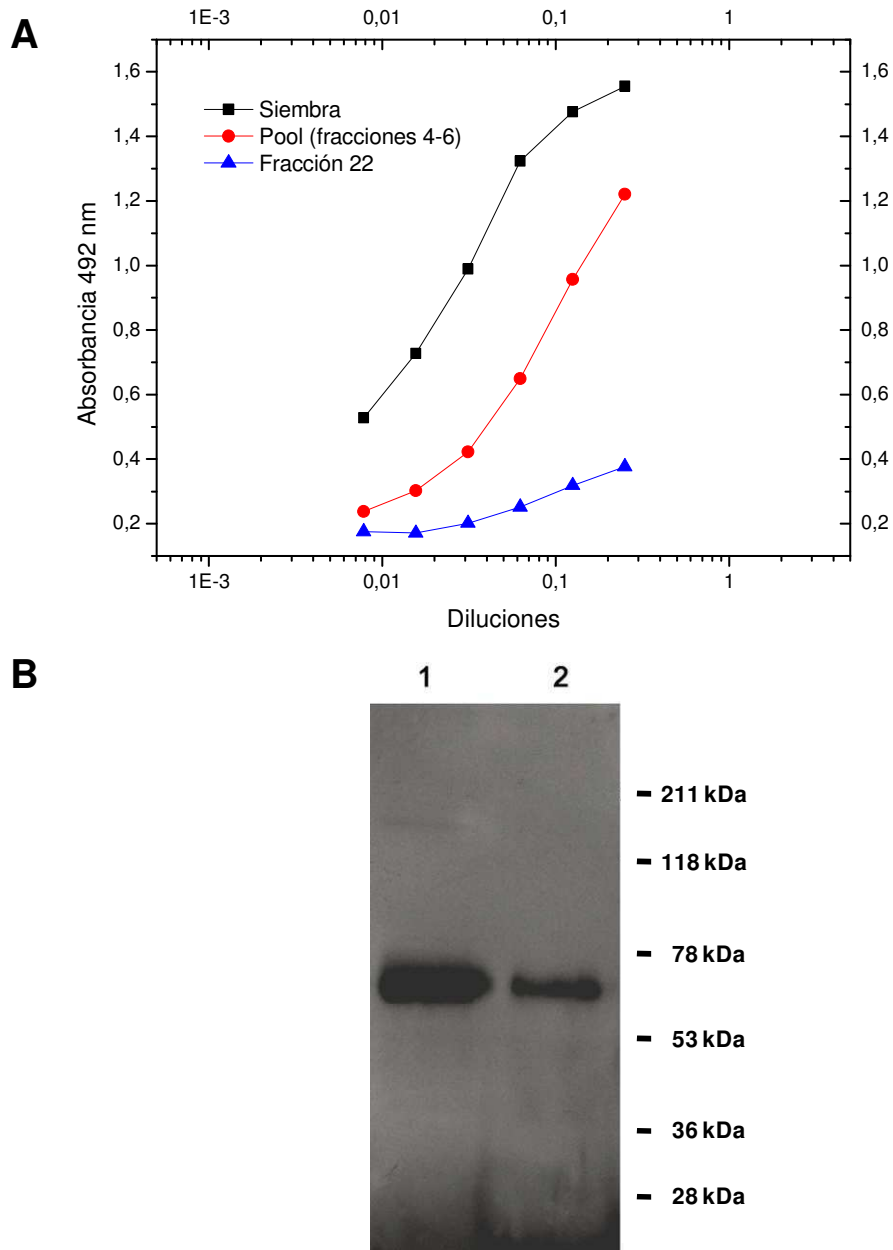 A
1E-3 0,01 0,1 1
1,6 1,6
1,4 1,4
1,2 1,2
1,0 1,0
0,8 0,8
0,6 0,6
0,4 0,4
0,2 0,2
Siembra
Pool (fracciones 4-6)
Fracción 22
Absorbancia 492 nm
1E-3 0,01 0,1 1
Diluciones
B
1 2
211 kDa
118 kDa
78 kDa
53 kDa
36 kDa
28 kDa